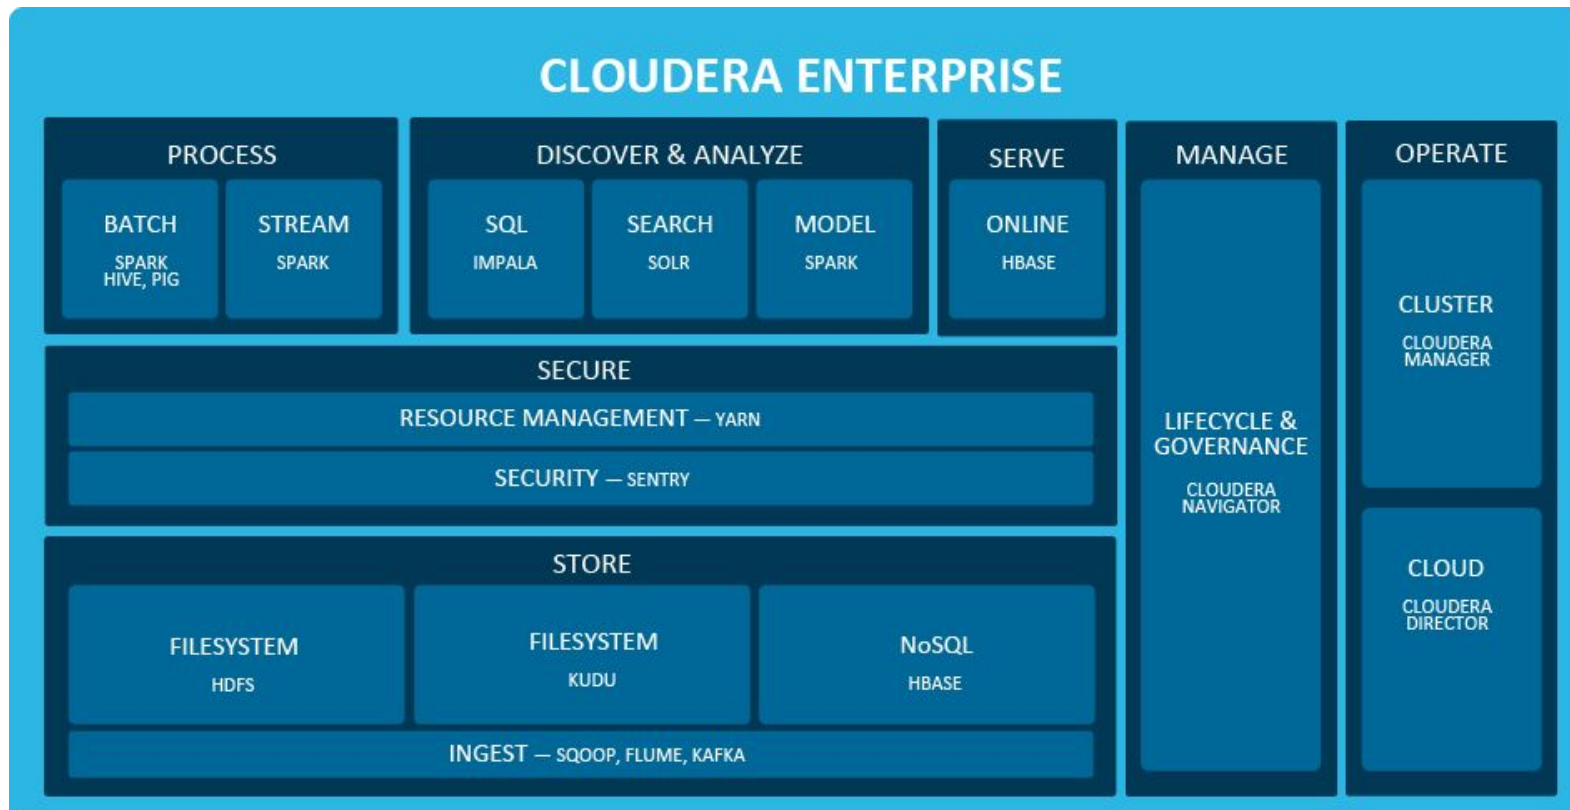 CLOUDERA ENTERPRISE
PROCESS
BATCH
SPARK
HIVE, PIG
STREAM
SPARK
DISCOVER & ANALYZE
SQL
IMPALA
SEARCH
SOLR
MODEL
SPARK
SERVE
ONLINE
HBASE
SECURE
RESOURCE MANAGEMENT — YARN
SECURITY — SENTRY
STORE
FILESYSTEM
HDFS
FILESYSTEM
KUDU
NoSQL
HBASE
INGEST — SQOOP, FLUME, KAFKA
MANAGE
LIFECYCLE &
GOVERNANCE
CLOUDERA
NAVIGATOR
OPERATE
CLUSTER
CLOUDERA
MANAGER
CLOUD
CLOUDERA
DIRECTOR